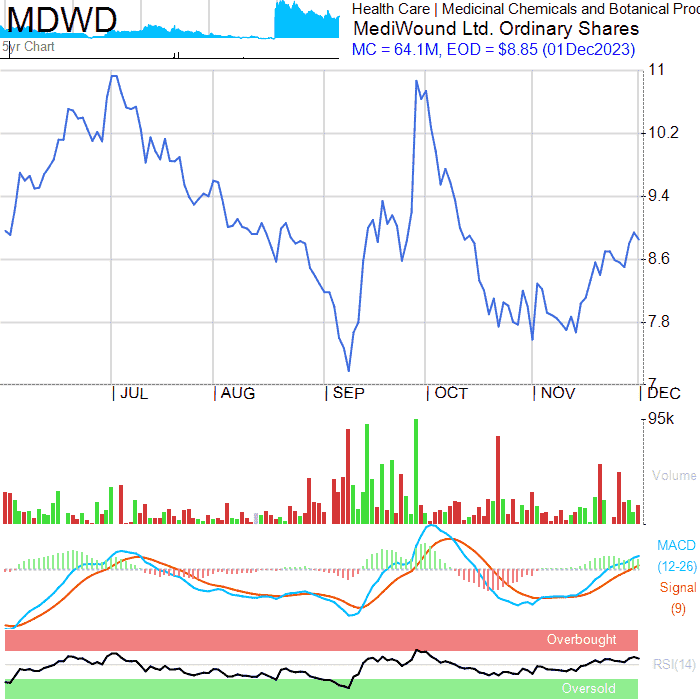 MDWD
5yr Chart
Health Care | Medicinal Chemicals and Botanical Prod
MediWound Ltd. Ordinary Shares
MC = 64.1M, EOD = $8.85 (01Dec2023)
11
10.2
9.4
8.6
7.8
7
JUL AUG SEP OCT NOV DEC
95k
Volume
MACD
(12-26)
Signal
(9)
Overbought
RSI(14)
Oversold